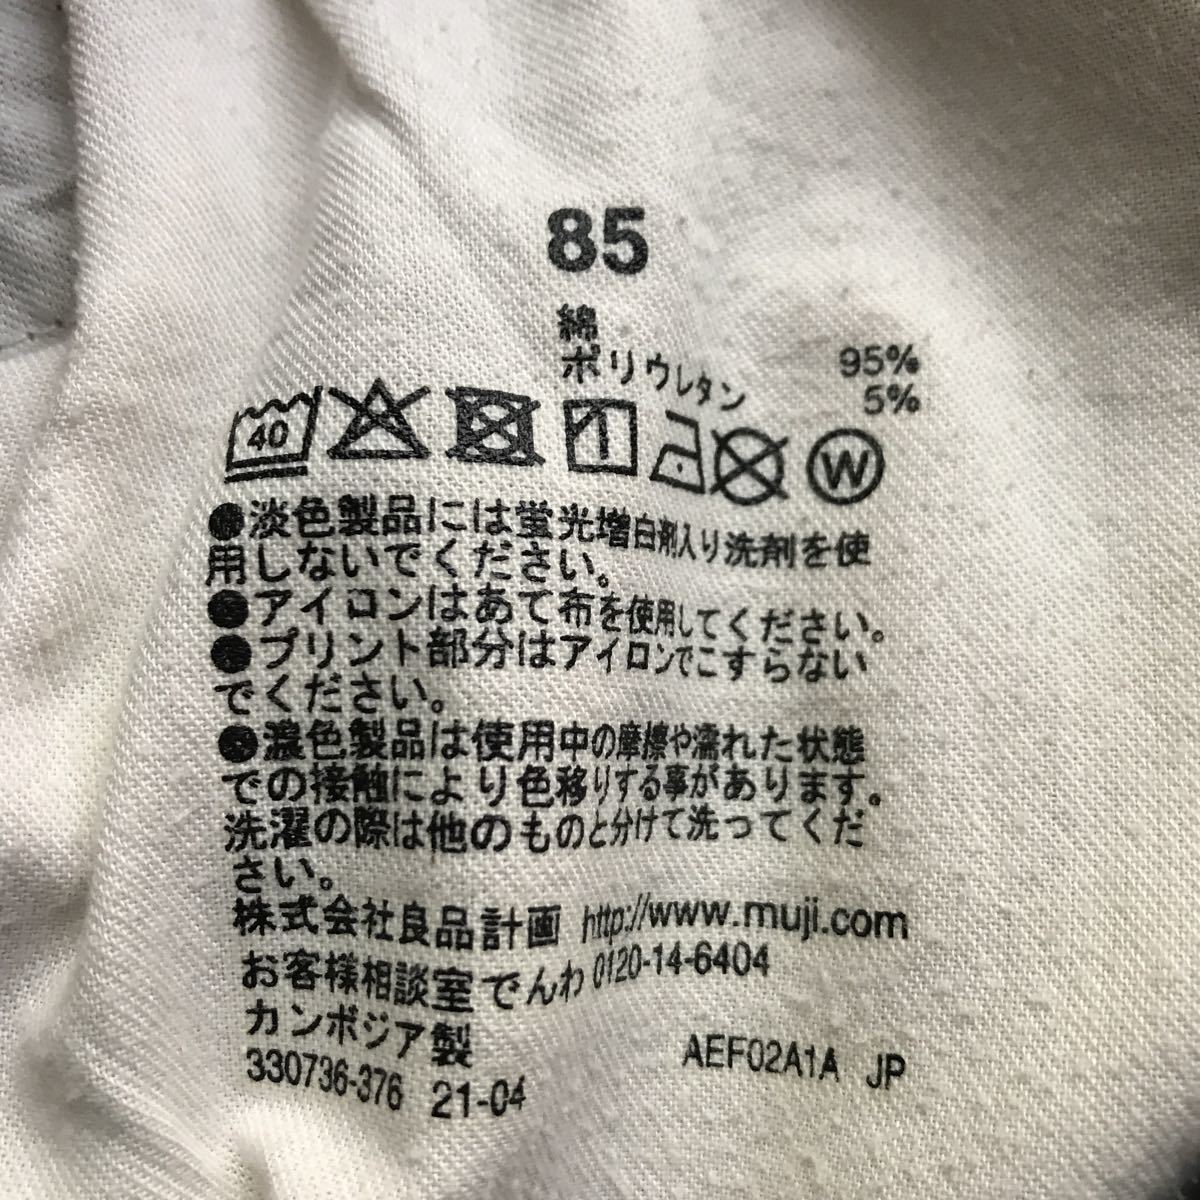 85
綿 95%
ポリウレタン 5%
40 W
●淡色製品には蛍光増白剤入り洗剤を使
用しないでください。
●アイロンはあて布を使用してください。
●プリント部分はアイロンでこすらない
でください。
●濃色製品は使用中の摩擦や濡れた状態
での接触により色移りする事があります。
洗濯の際は他のものと分けて洗ってくだ
さい。
株式会社良品計画 http://www.muji.com
お客様相談室でんわ0120-14-6404
カンボジア製
330736-376 21-04 AEF02A1A JP